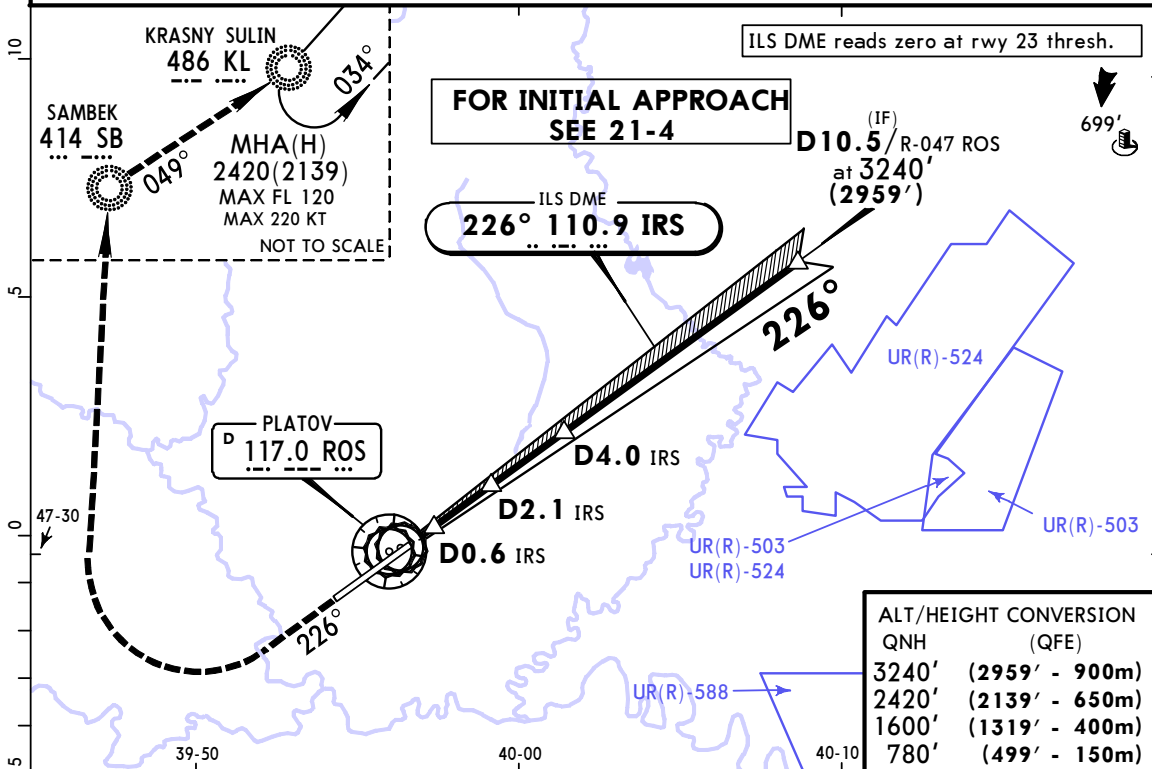 ILS DME reads zero at rwy 23 thresh.
10
KRASNY SULIN
486 KL
034°
SAMBEK
414 SB
049°
MHA(H)
2420(2139)
MAX FL 120
MAX 220 KT
NOT TO SCALE
FOR INITIAL APPROACH
SEE 21-4
699'
(IF)
D10.5/R-047 ROS
at 3240'
(2959')
ILS DME
226° 110.9 IRS
5
226°
UR(R)-524
PLATOV
D
117.0 ROS
D4.0 IRS
D2.1 IRS
D0.6 IRS
0
47-30
UR(R)-503
UR(R)-524
UR(R)-503
226°
UR(R)-588
ALT/HEIGHT CONVERSION
QNH (QFE)
3240' (2959' - 900m)
2420' (2139' - 650m)
1600' (1319' - 400m)
780' (499' - 150m)
5
39-50
40-00
40-10